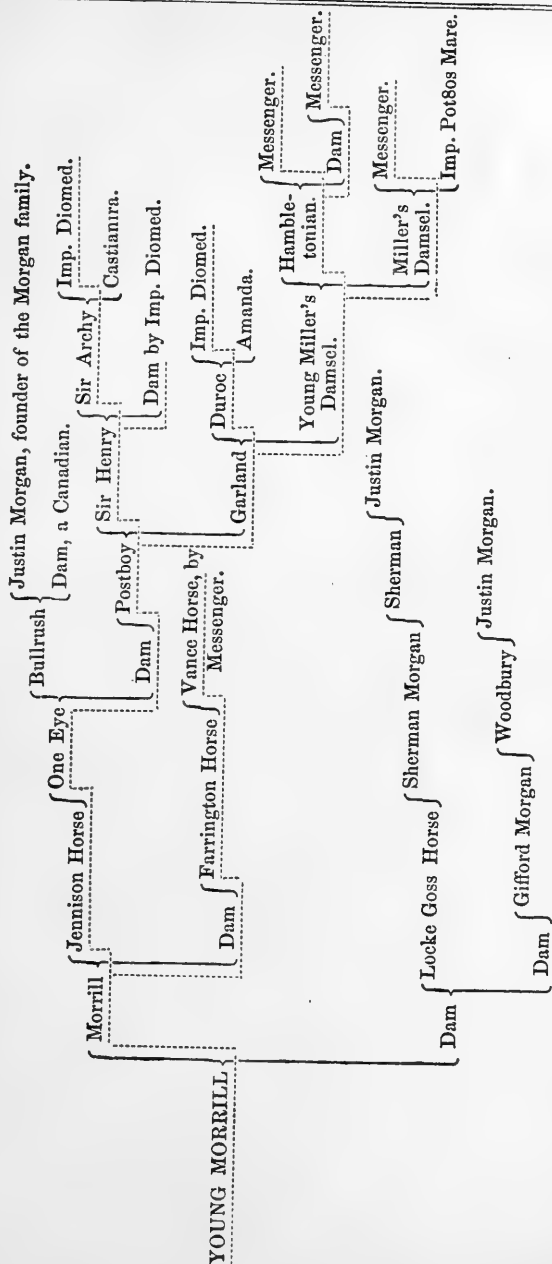 YOUNG MORRILL
Morrill
Jennison Horse
One Eye
Bullrush
Justin Morgan, founder of the Morgan family.
Dam, a Canadian.
Dam
Postboy
Sir Henry
Sir Archy
Imp. Diomed.
Castianira.
Dam by Imp. Diomed.
Garland
Duroc
Imp. Diomed.
Amanda.
Young Miller's
Damsel.
Hamble-
tonian.
Messenger.
Dam
Messenger.
Miller's
Damsel.
Messenger.
Imp. Pot8os Mare.
Dam
Farrington Horse
Vance Horse, by
Messenger.
Dam
Locke Goss Horse
Sherman Morgan
Sherman
Justin Morgan.
Dam
Gifford Morgan
Woodbury
Justin Morgan.